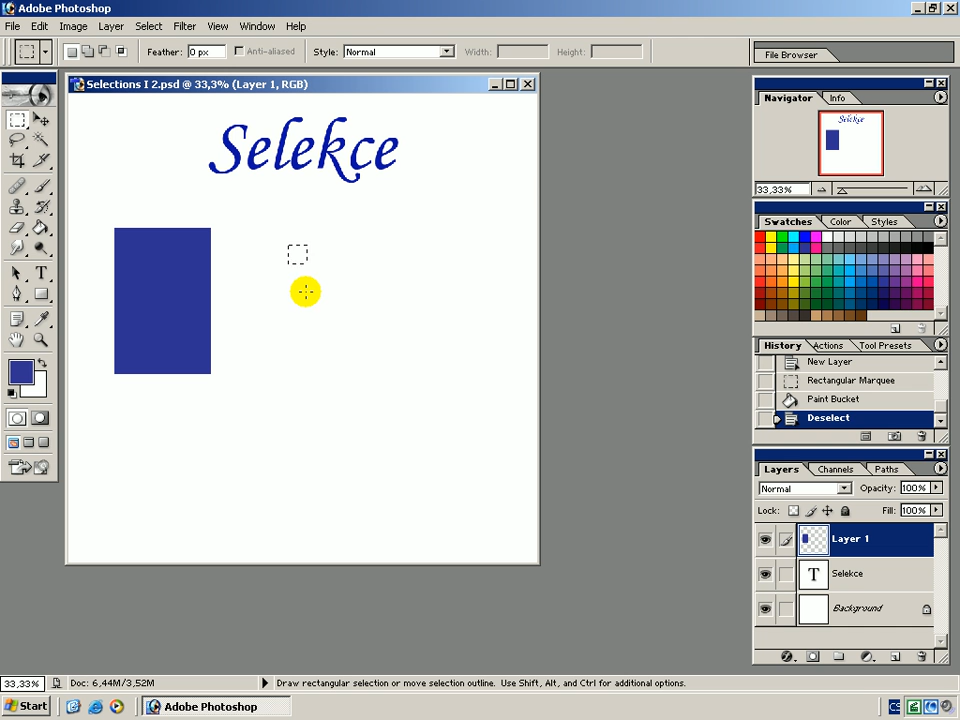 Adobe Photoshop
File Edit Image Layer Select Filter View Window Help
Feather: 0 px Anti-aliased Style: Normal Width: Height: File Browser
Selections I 2.psd @ 33,3% (Layer 1, RGB)
Selekce
Navigator Info
33,33%
Swatches Color Styles
History Actions Tool Presets
New Layer
Rectangular Marquee
Paint Bucket
Deselect
Layers Channels Paths
Normal Opacity: 100%
Lock: Fill: 100%
Layer 1
T Selekce
Background
33,33% Doc: 6,44M/3,52M Draw rectangular selection or move selection outline. Use Shift, Alt, and Ctrl for additional options.
Start Adobe Photoshop CS